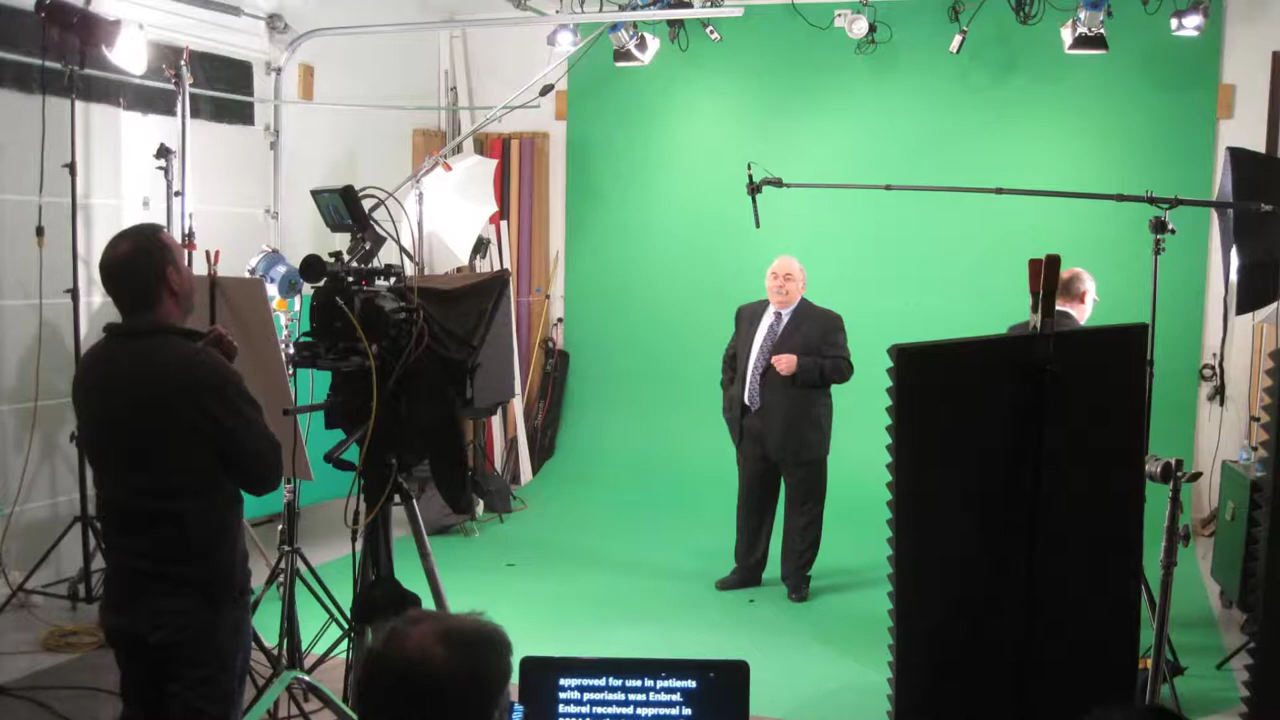 approved for use in patients
with psoriasis was Enbrel.
Enbrel received approval in